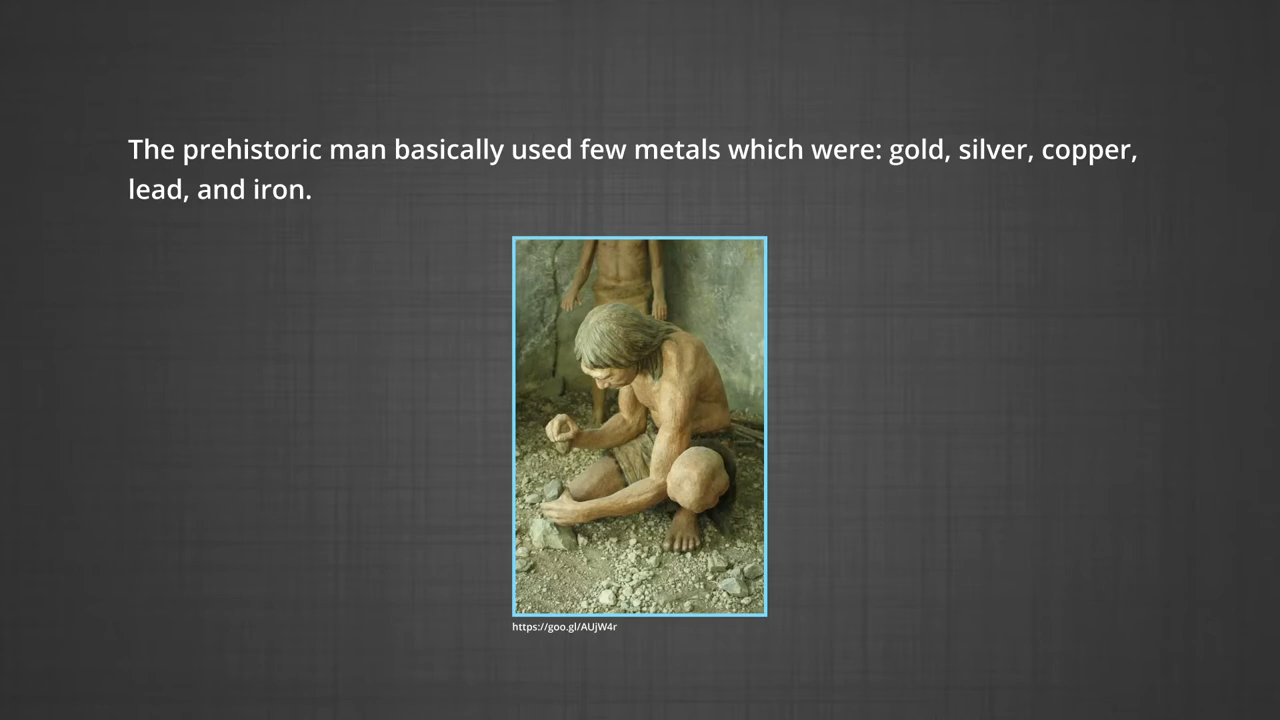 The prehistoric man basically used few metals which were: gold, silver, copper,
lead, and iron.
https://goo.gl/AUjW4r